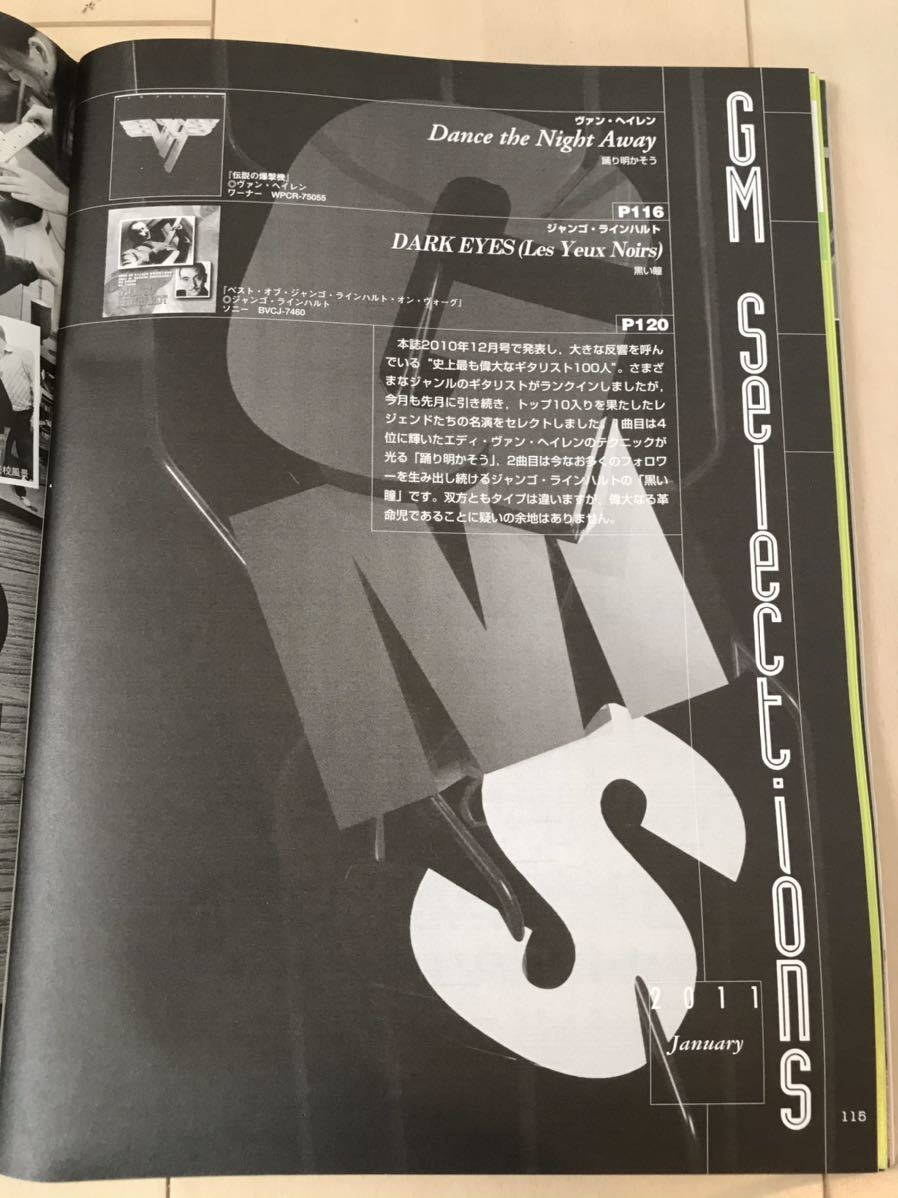 GM Selections
ヴァン・ヘイレン
Dance the Night Away
踊り明かそう
『伝説の爆撃機』
◎ヴァン・ヘイレン
ワーナー WPCR-75055
P116
ジャンゴ・ラインハルト
DARK EYES (Les Yeux Noirs)
黒い瞳
『ベスト・オブ・ジャンゴ・ラインハルト・オン・ヴォーグ』
◎ジャンゴ・ラインハルト
ソニー BVCJ-7460
P120
本誌2010年12月号で発表し，大きな反響を呼ん
でいる“史上最も偉大なギタリスト100人”。さまざ
まなジャンルのギタリストがランクインしましたが，
今月も先月に引き続き，トップ10入りを果たしたレ
ジェンドたちの名演をセレクトしました。1曲目は4
位に輝いたエディ・ヴァン・ヘイレンのテクニックが
光る「踊り明かそう」，2曲目は今なお多くのフォロワ
ーを生み出し続けるジャンゴ・ラインハルトの「黒い
瞳」です。双方ともタイプは違いますが，偉大なる革
命児であることに疑いの余地はありません。
校風景
GMS
2011
January
115